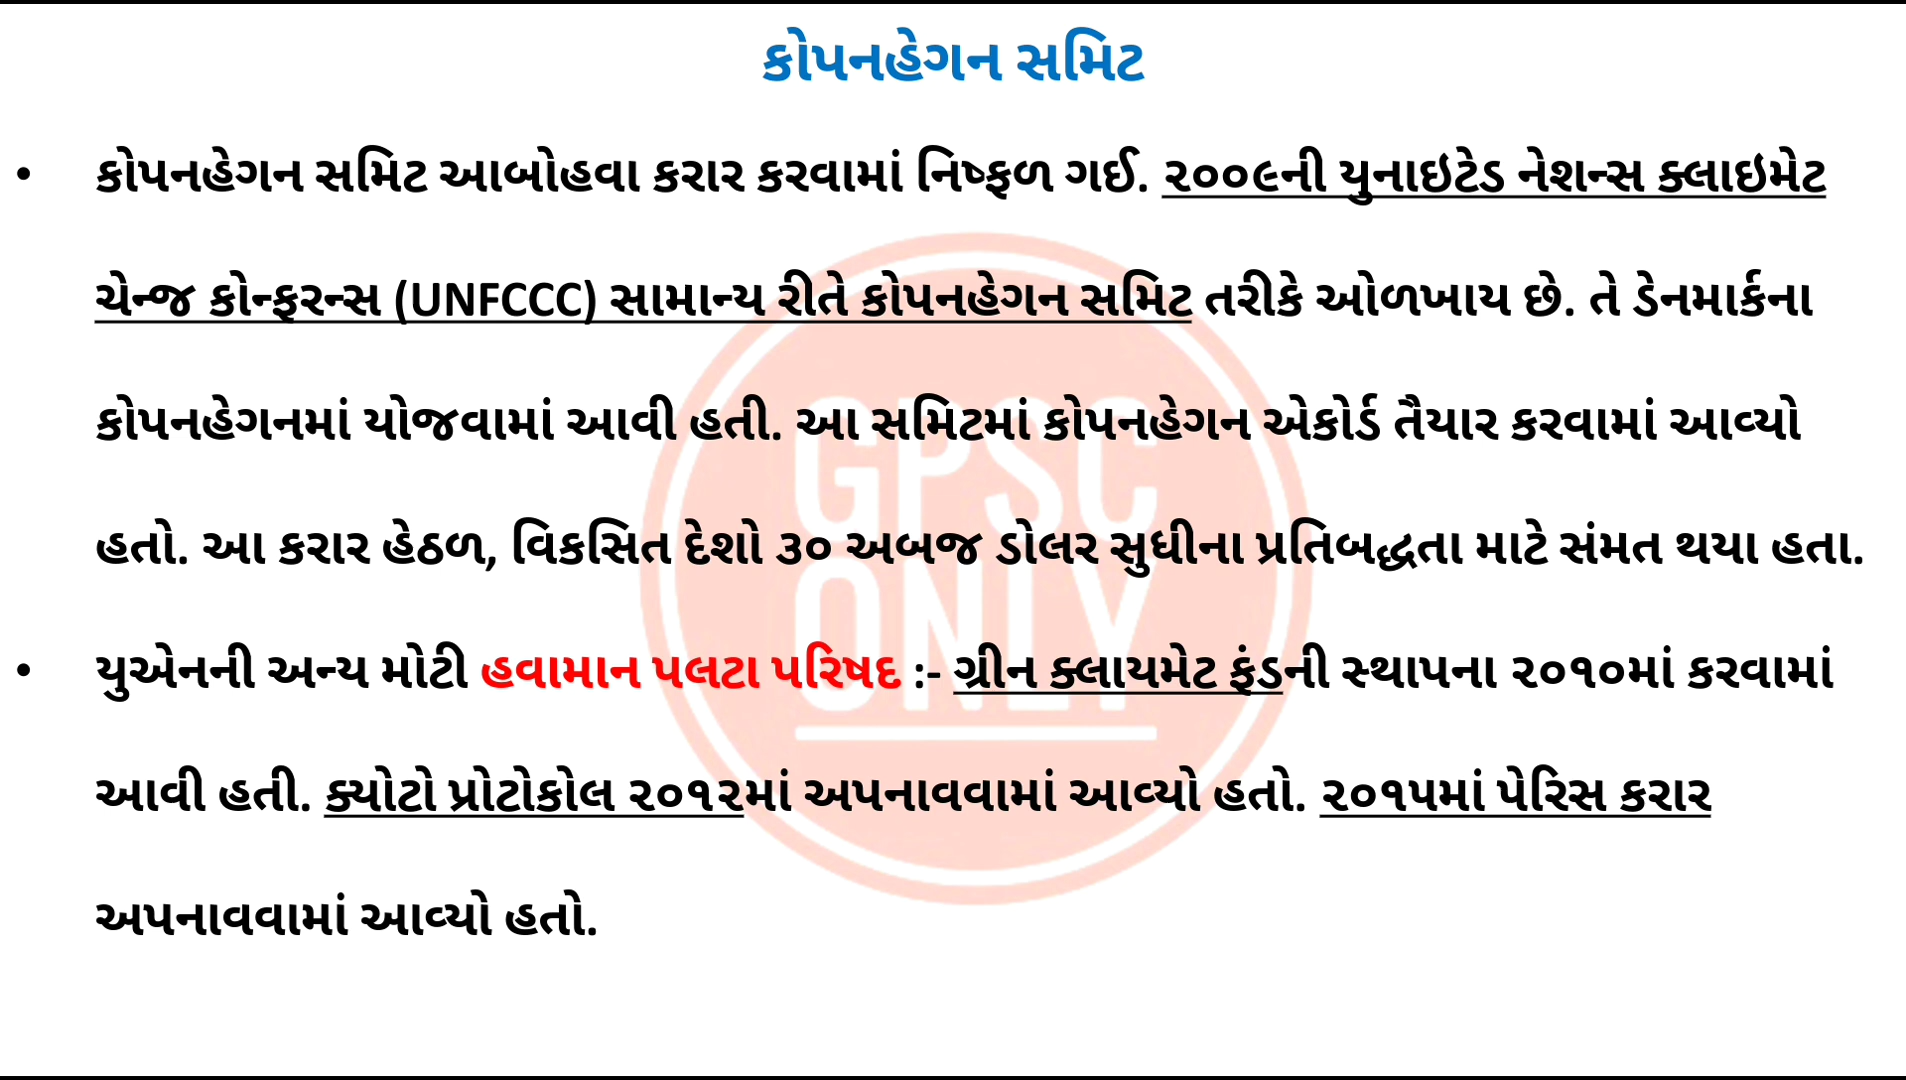 કોપનહેગન સમિટ
• કોપનહેગન સમિટ આબોહવા કરાર કરવામાં નિષ્ફળ ગઈ. ૨૦૦૯ની યુનાઇટેડ નેશન્સ ક્લાઇમેટ
ચેન્જ કોન્ફરન્સ (UNFCCC) સામાન્ય રીતે કોપનહેગન સમિટ તરીકે ઓળખાય છે. તે ડેનમાર્કના
કોપનહેગનમાં યોજવામાં આવી હતી. આ સમિટમાં કોપનહેગન એકોર્ડ તૈયાર કરવામાં આવ્યો
હતો. આ કરાર હેઠળ, વિકસિત દેશો ૩૦ અબજ ડોલર સુધીના પ્રતિબદ્ધતા માટે સંમત થયા હતા.
• યુએનની અન્ય મોટી હવામાન પલટા પરિષદ :- ગ્રીન ક્લાયમેટ ફંડની સ્થાપના ૨૦૧૦માં કરવામાં
આવી હતી. ક્યોટો પ્રોટોકોલ ૨૦૧૨માં અપનાવવામાં આવ્યો હતો. ૨૦૧૫માં પેરિસ કરાર
અપનાવવામાં આવ્યો હતો.
GPSC
ONLY